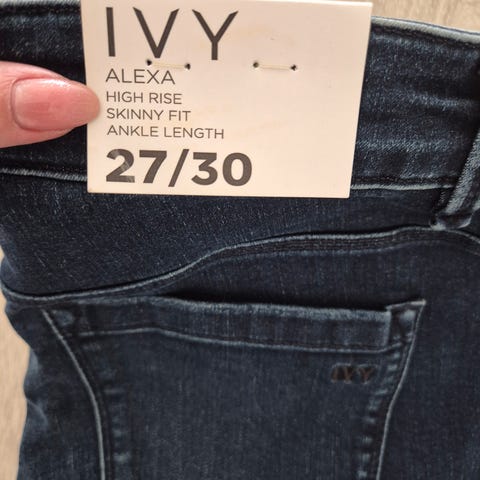 IVY
ALEXA
HIGH RISE
SKINNY FIT
ANKLE LENGTH
27/30
IVY